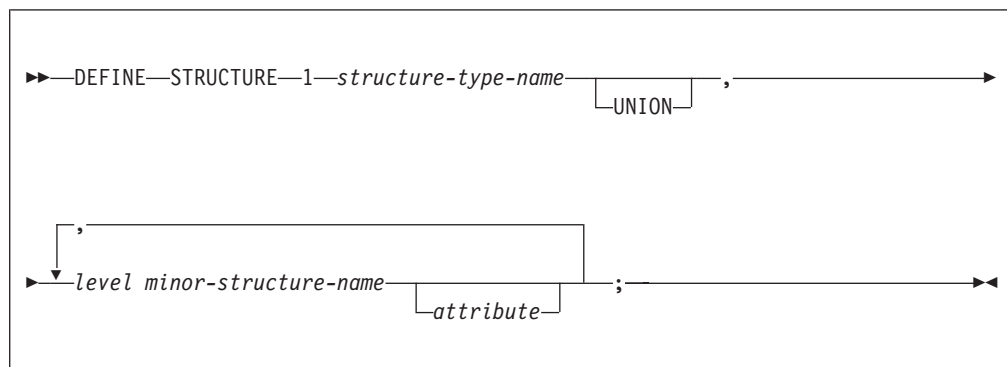 DEFINE STRUCTURE 1 structure-type-name ,
UNION
,
level minor-structure-name ;
attribute